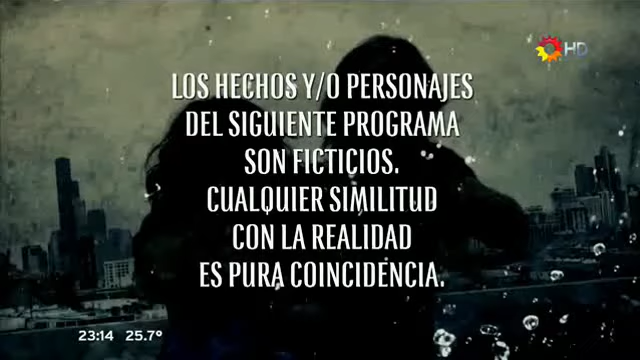 HD
LOS HECHOS Y/O PERSONAJES
DEL SIGUIENTE PROGRAMA
SON FICTICIOS.
CUALQUIER SIMILITUD
CON LA REALIDAD
ES PURA COINCIDENCIA.
23:14 25.7°